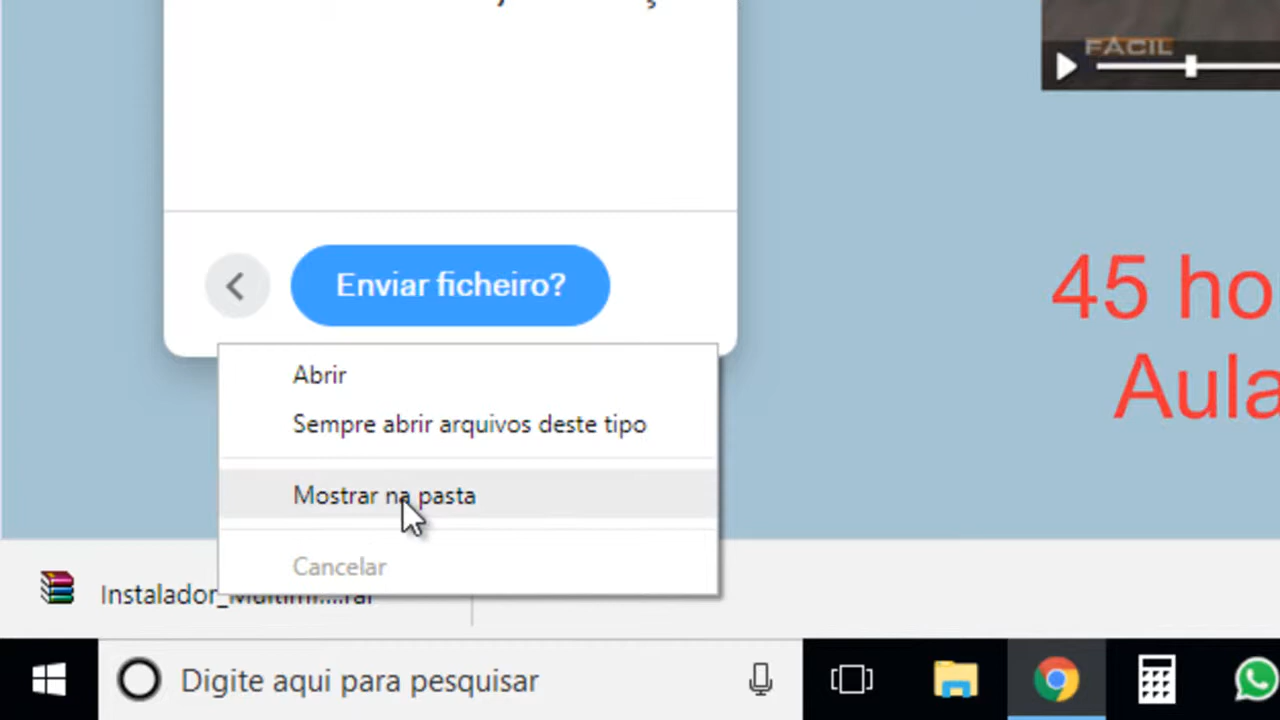 FÁCIL
Enviar ficheiro?
45 ho
Aula
Abrir
Sempre abrir arquivos deste tipo
Mostrar na pasta
Cancelar
Digite aqui para pesquisar